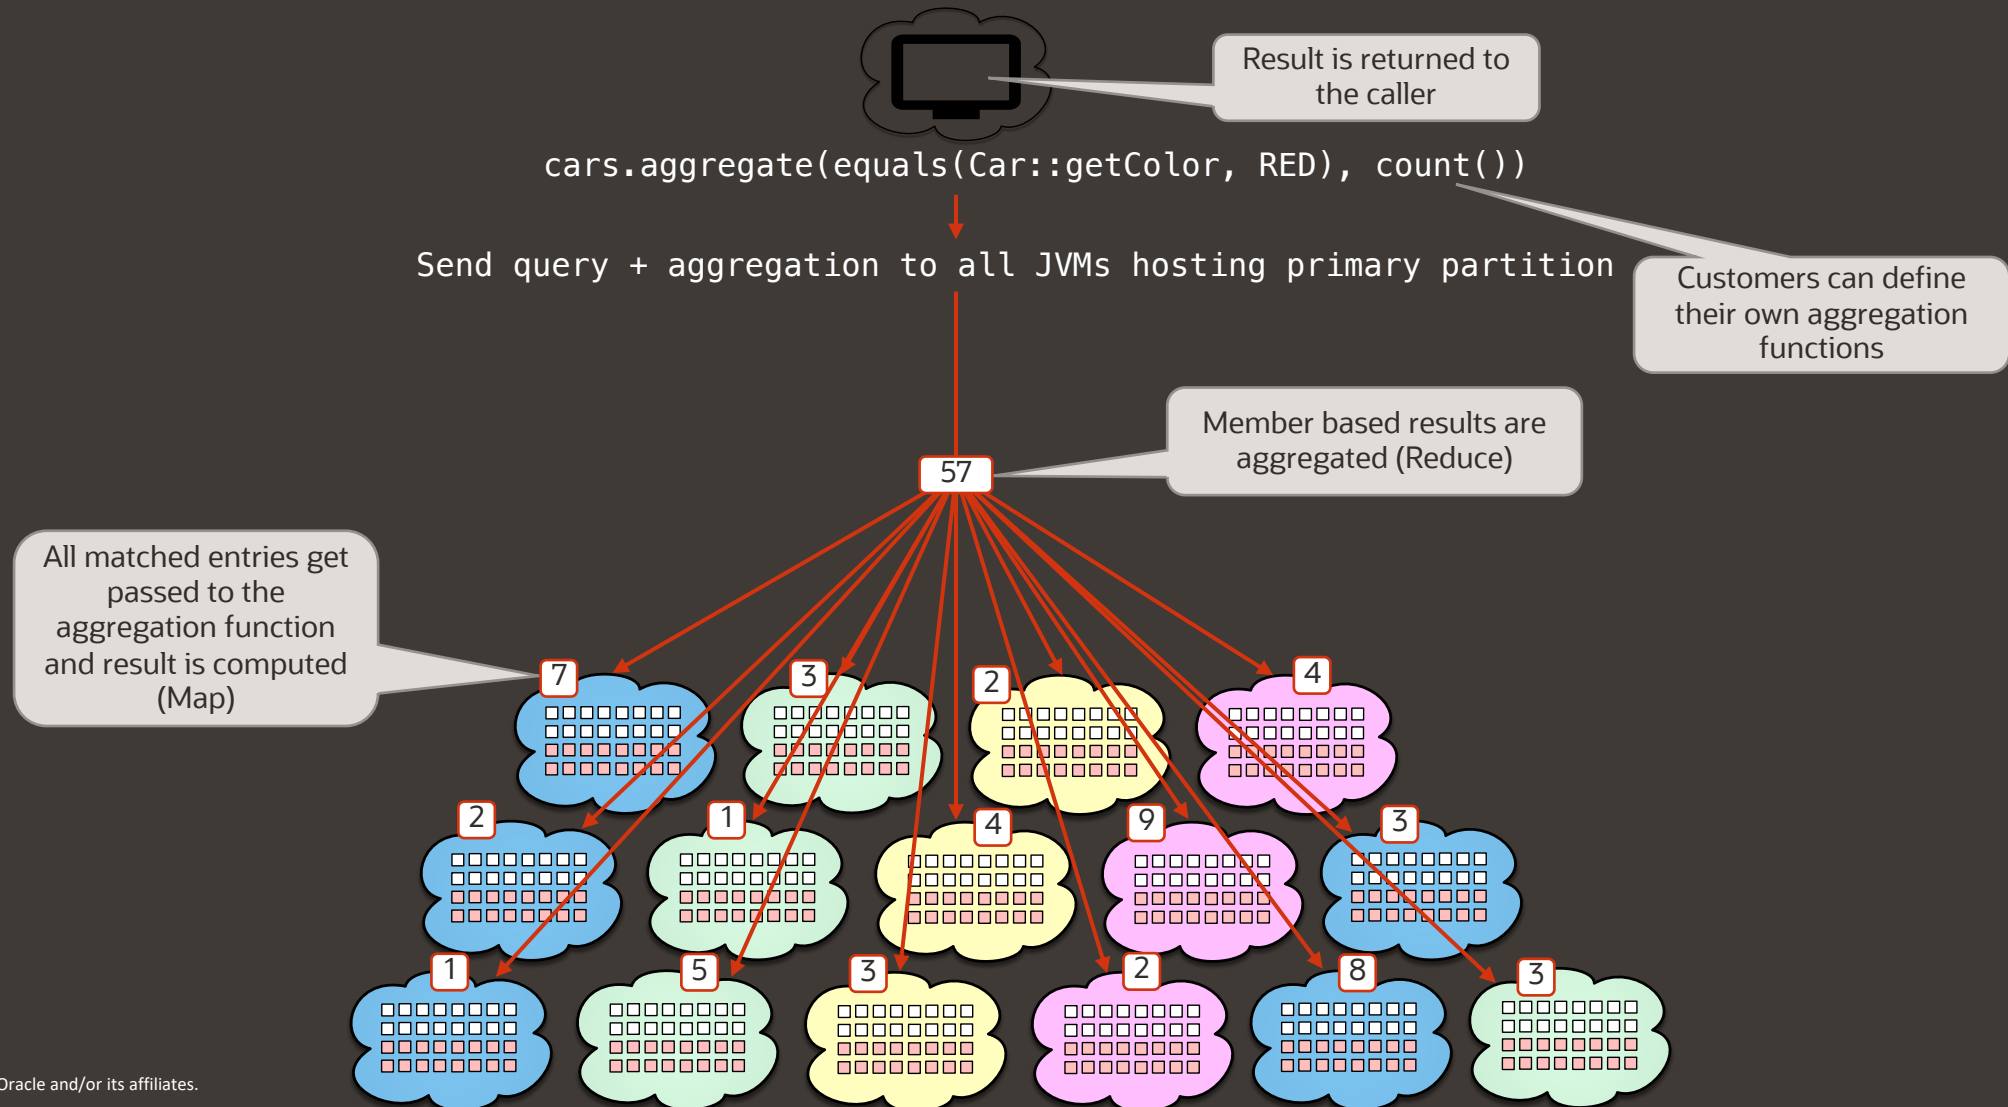 Result is returned to
the caller
cars.aggregate(equals(Car::getColor, RED), count())
Send query + aggregation to all JVMs hosting primary partition
Customers can define
their own aggregation
functions
Member based results are
aggregated (Reduce)
57
All matched entries get
passed to the
aggregation function
and result is computed
(Map)
7
3
2
4
2
1
4
9
3
1
5
3
2
8
3
Oracle and/or its affiliates.